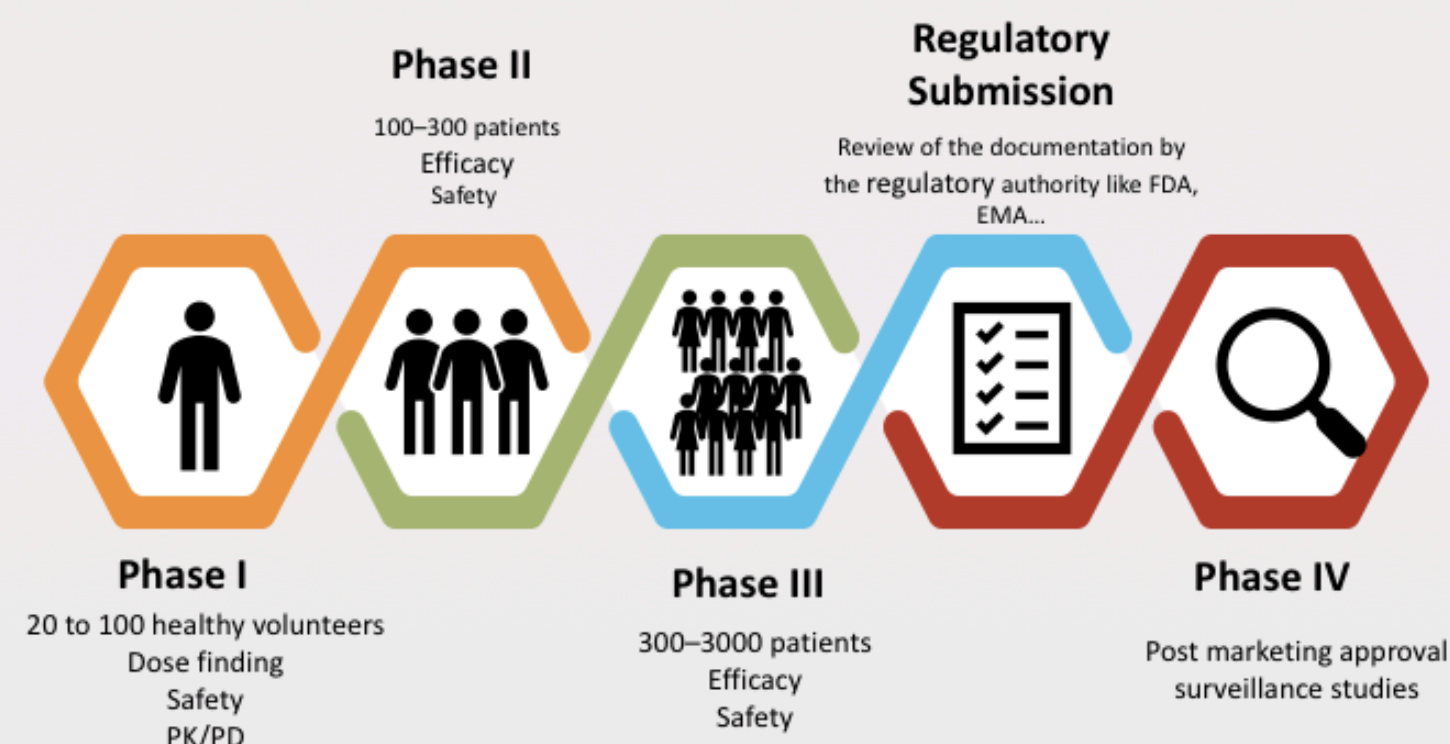 Phase I
20 to 100 healthy volunteers
Dose finding
Safety
PK/PD
Phase II
100–300 patients
Efficacy
Safety
Phase III
300–3000 patients
Efficacy
Safety
Regulatory
Submission
Review of the documentation by
the regulatory authority like FDA,
EMA...
Phase IV
Post marketing approval
surveillance studies